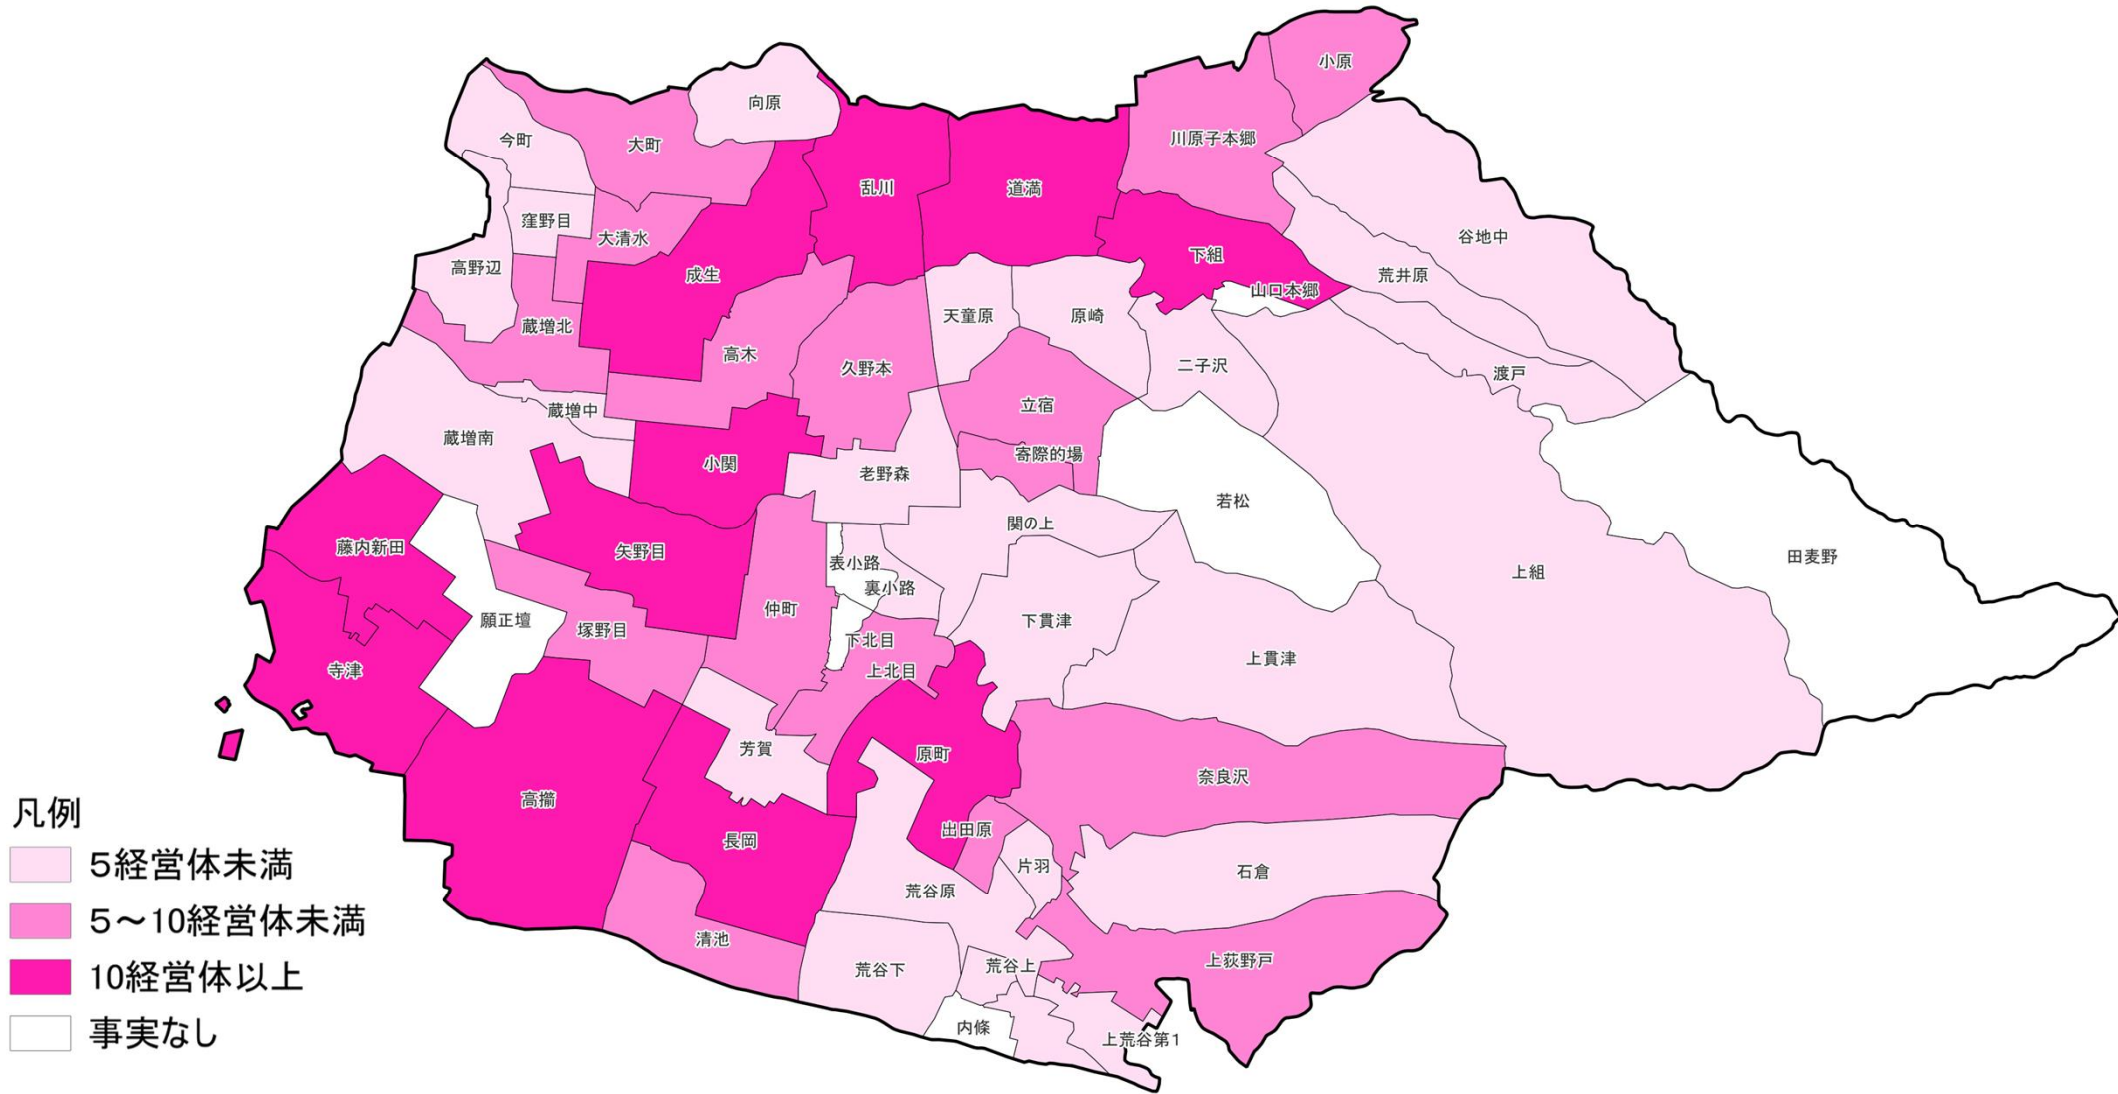 小原
向原
今町
大町
川原子本郷
乱川
道満
窪野目
大清水
谷地中
高野辺
成生
下組
荒井原
山口本郷
蔵増北
天童原
原崎
高木
久野本
二子沢
渡戸
蔵増中
立宿
蔵増南
小関
老野森
寄際的場
若松
関の上
藤内新田
矢野目
表小路
田麦野
上組
裏小路
仲町
願正壇
塚野目
下貫津
下北目
上貫津
寺津
上北目
芳賀
原町
奈良沢
高擶
長岡
出田原
片羽
石倉
荒谷原
清池
荒谷下
荒谷上
上荻野戸
内條
上荒谷第1
凡例
5経営体未満
5～10経営体未満
10経営体以上
事実なし